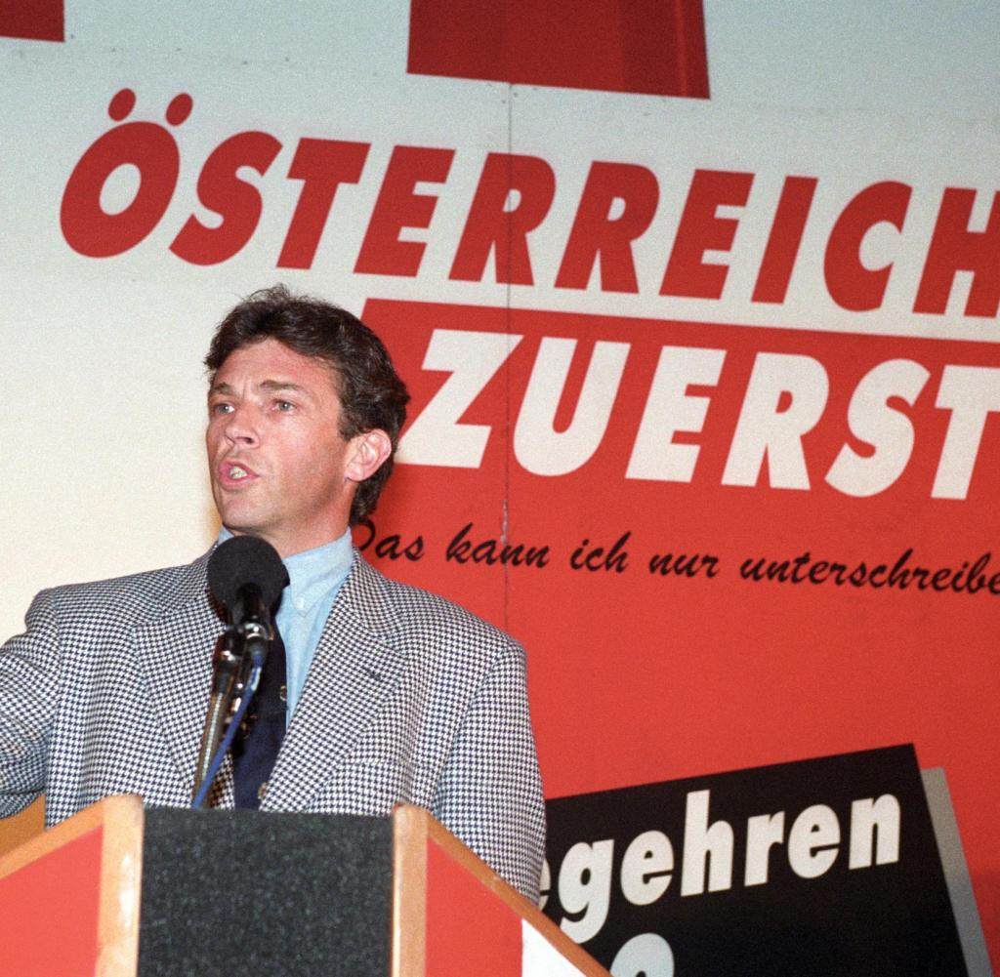 ÖSTERREICH
ZUERST
Das kann ich nur unterschreibe
egehren